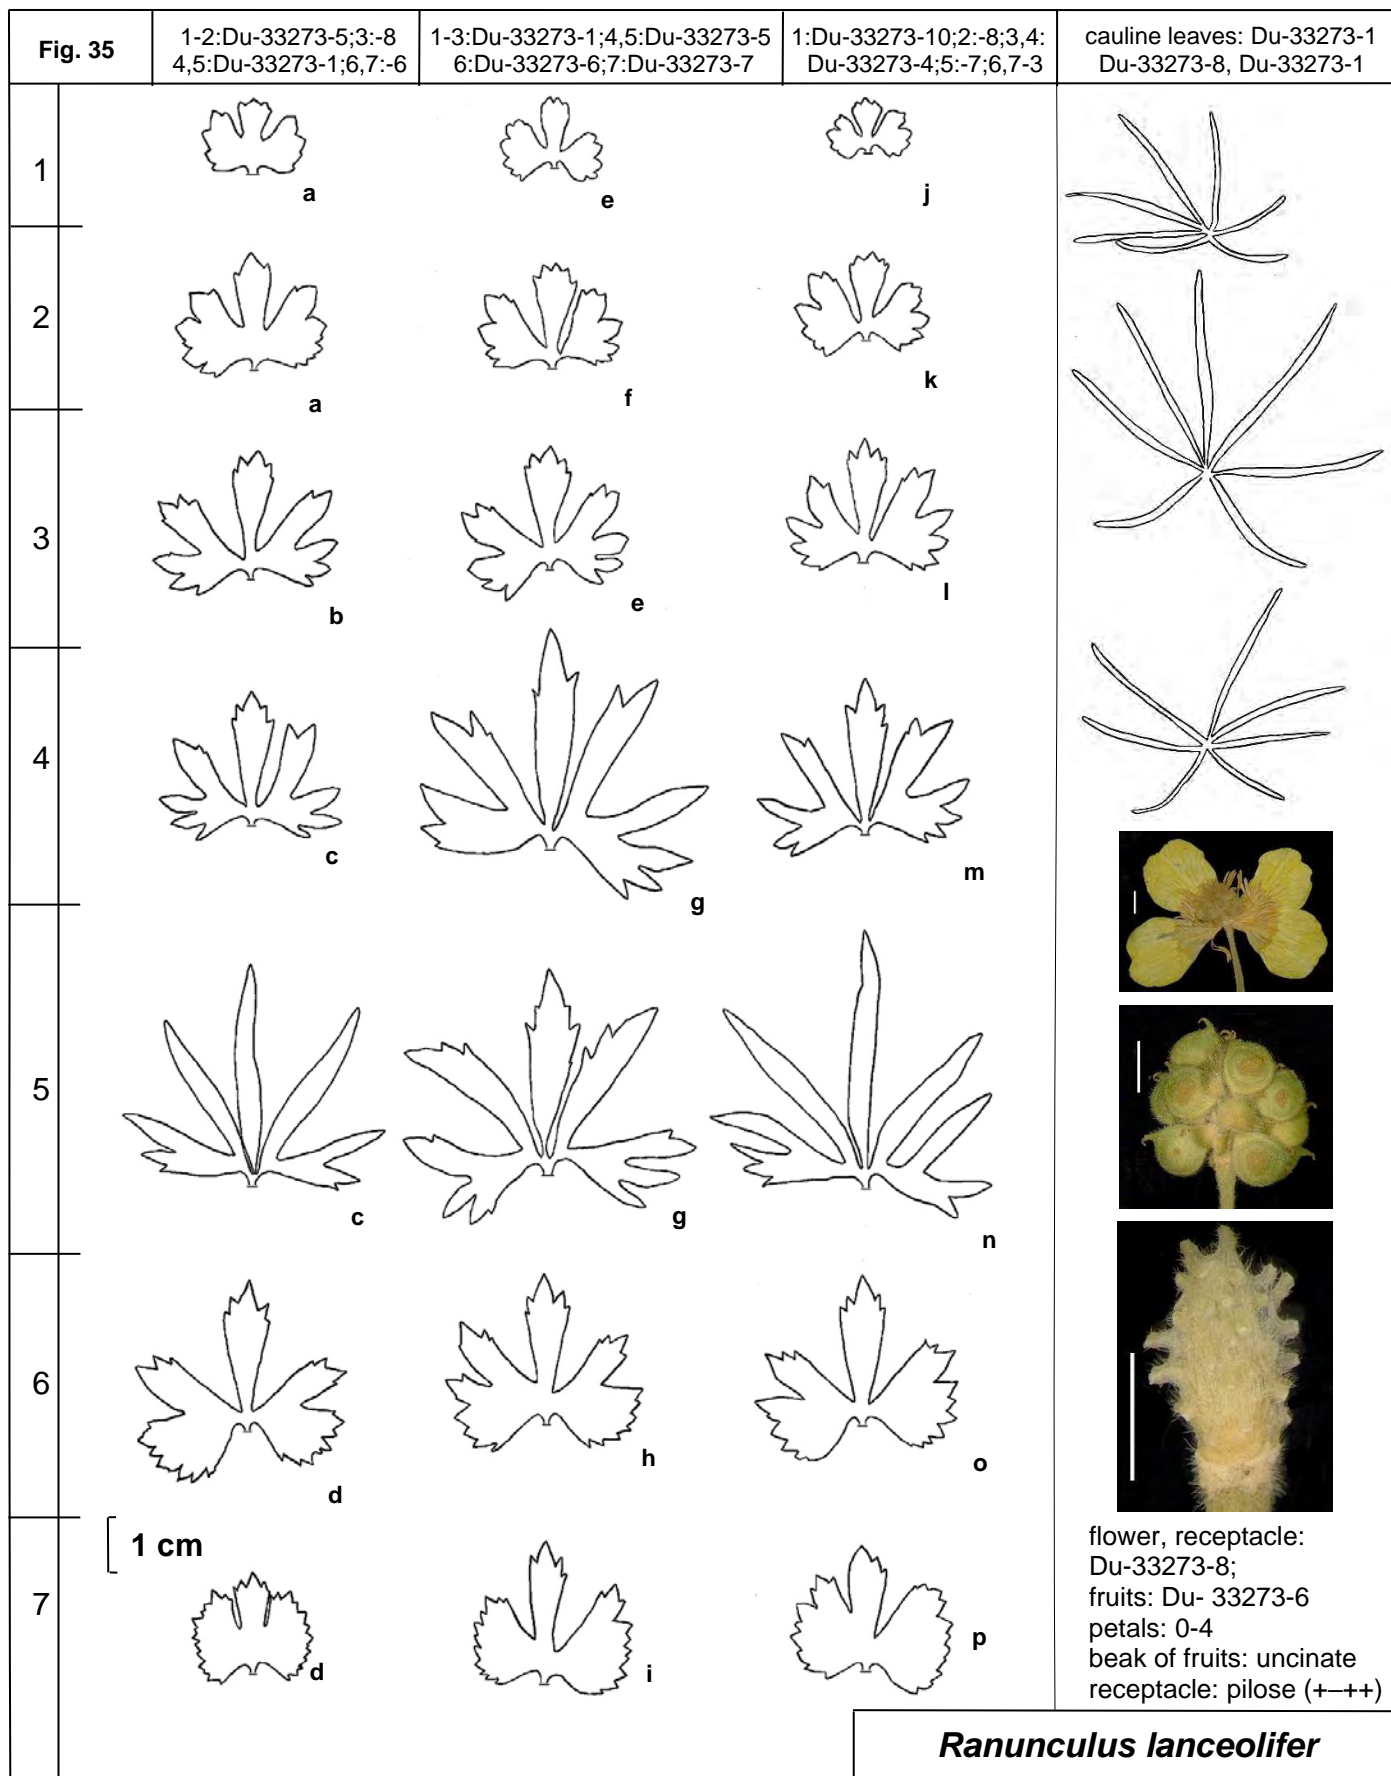 Fig. 35
1-2:Du-33273-5;3:-8
4,5:Du-33273-1;6,7:-6
1-3:Du-33273-1;4,5:Du-33273-5
6:Du-33273-6;7:Du-33273-7
1:Du-33273-10;2:-8;3,4:
Du-33273-4;5:-7;6,7-3
cauline leaves: Du-33273-1
Du-33273-8, Du-33273-1
1
a
e
j
2
a
f
k
3
b
e
l
4
c
g
m
5
c
g
n
6
d
h
o
1 cm
7
d
i
p
flower, receptacle:
Du-33273-8;
fruits: Du- 33273-6
petals: 0-4
beak of fruits: uncinate
receptacle: pilose (+–++)
Ranunculus lanceolifer